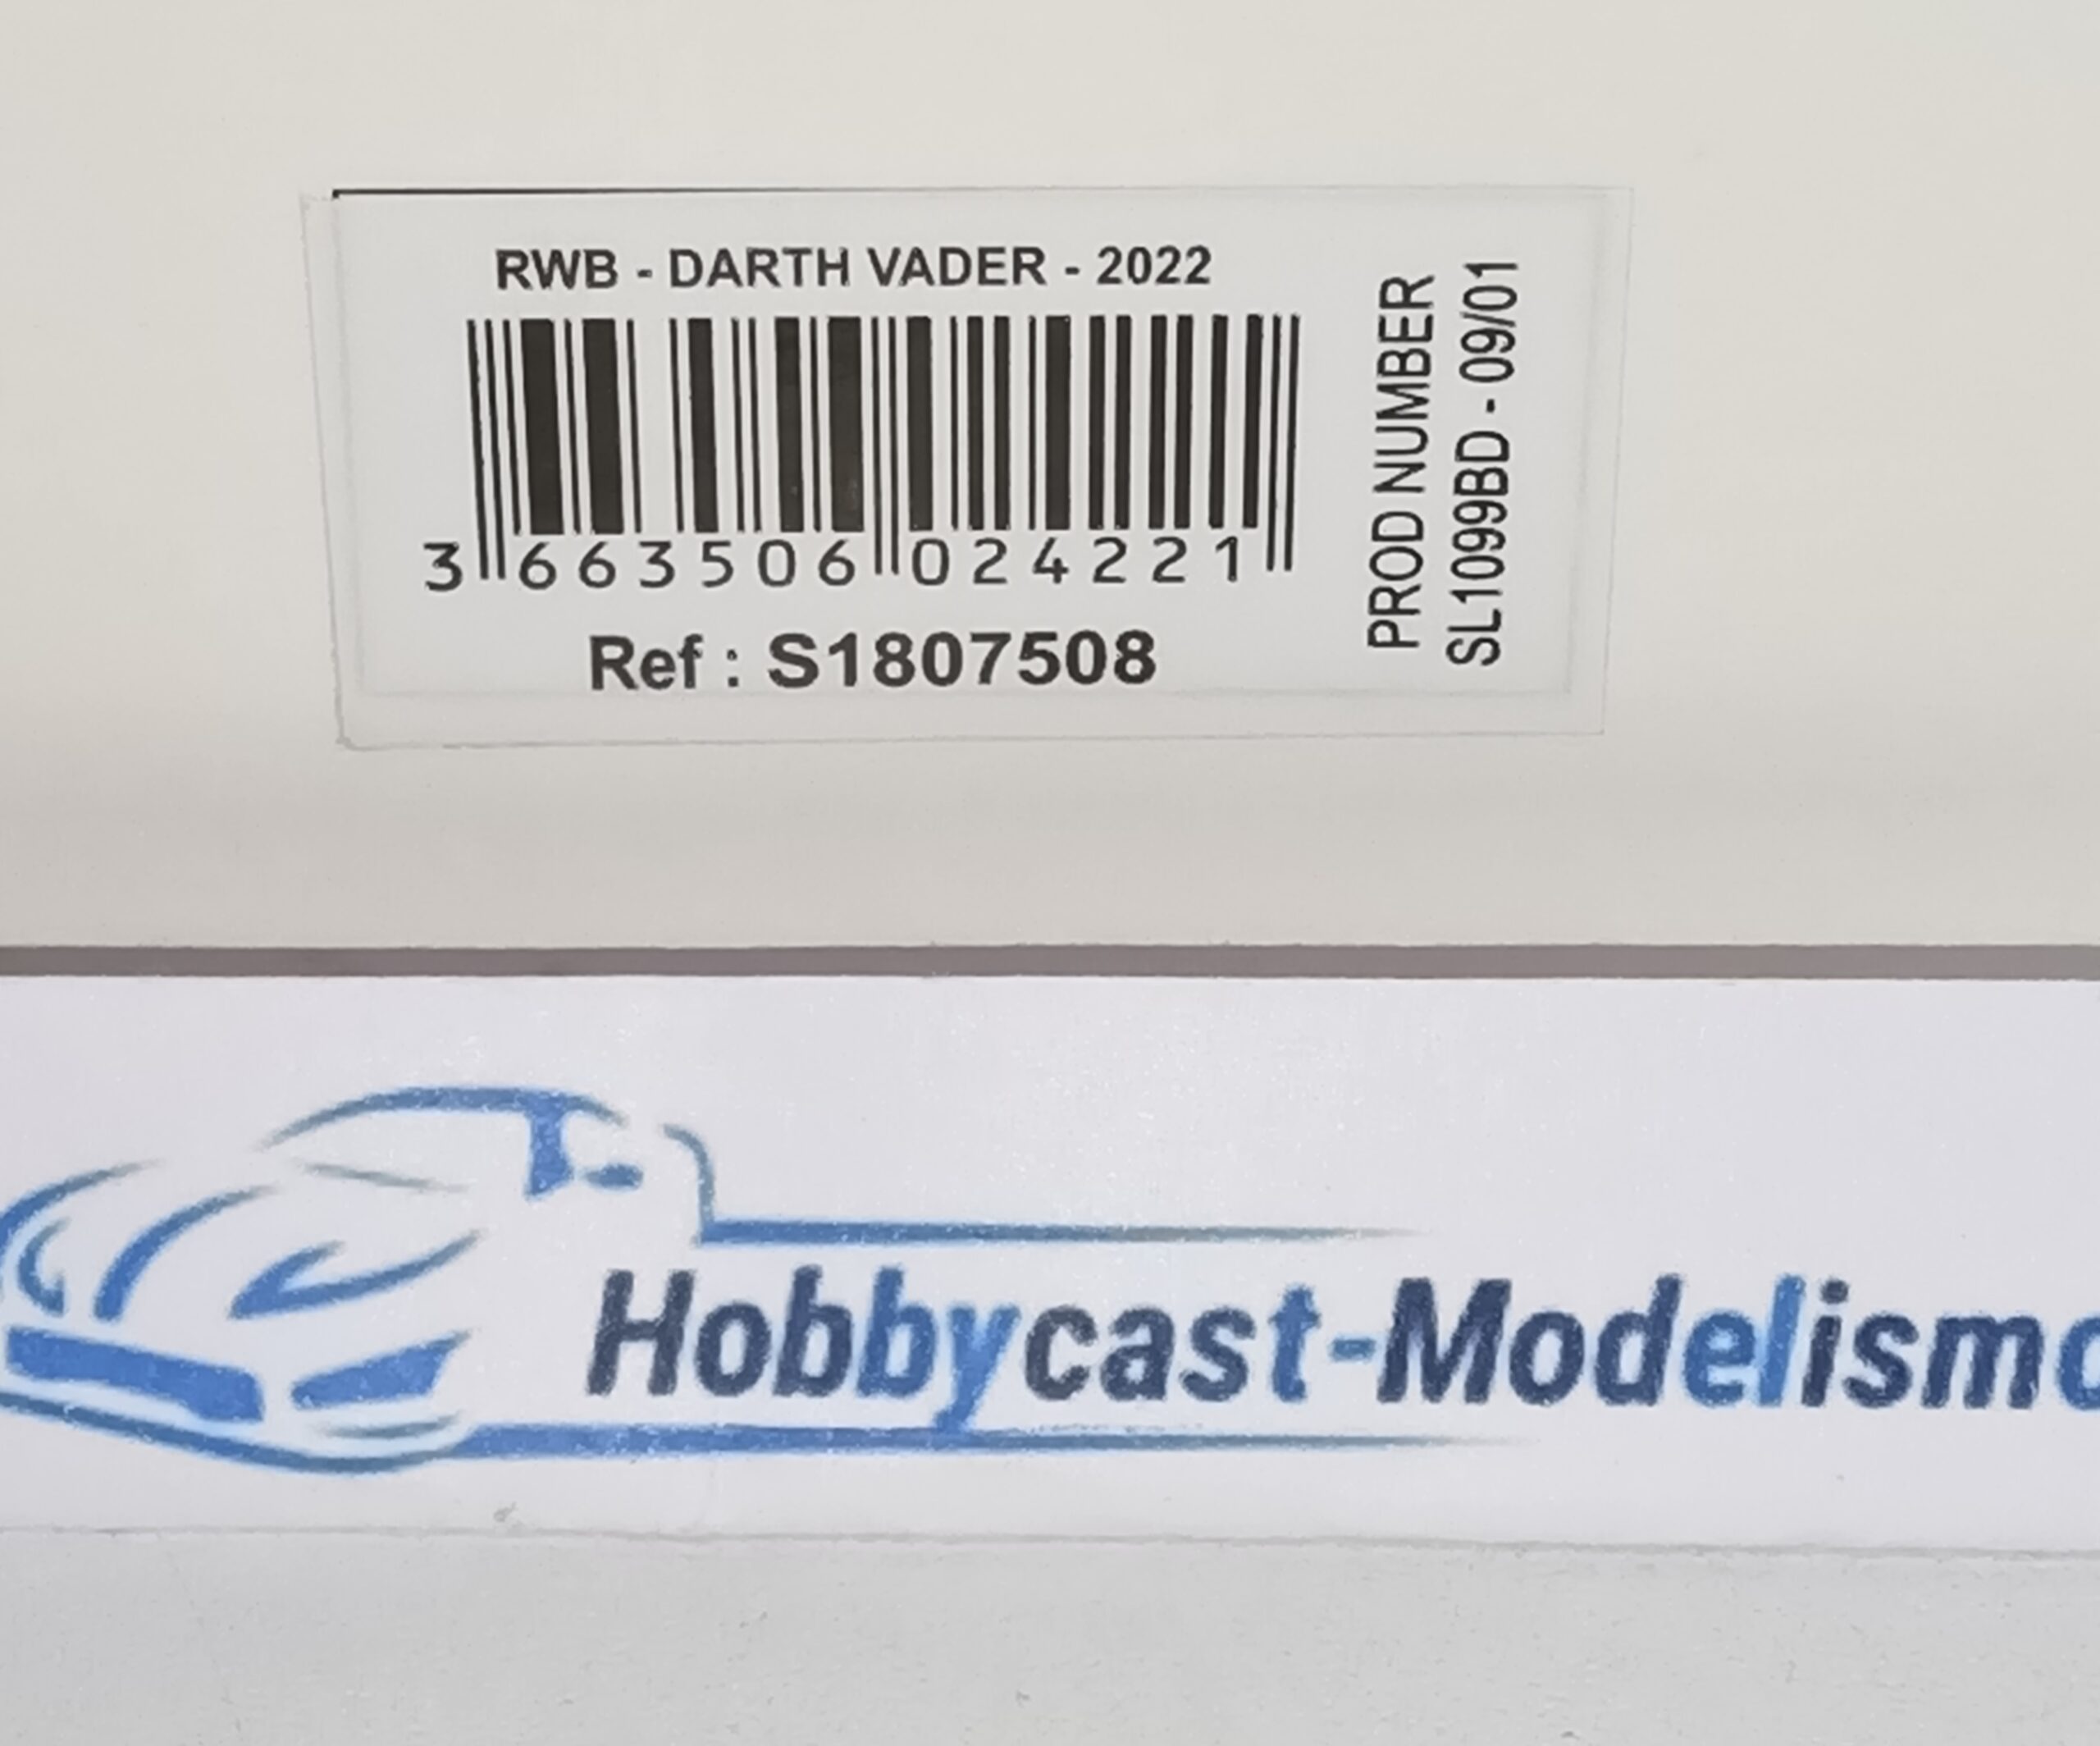 RWB - DARTH VADER - 2022
3 663506 024221
Ref : S1807508
PROD NUMBER
SL1099BD - 09/01
Hobbycast-Modelismo